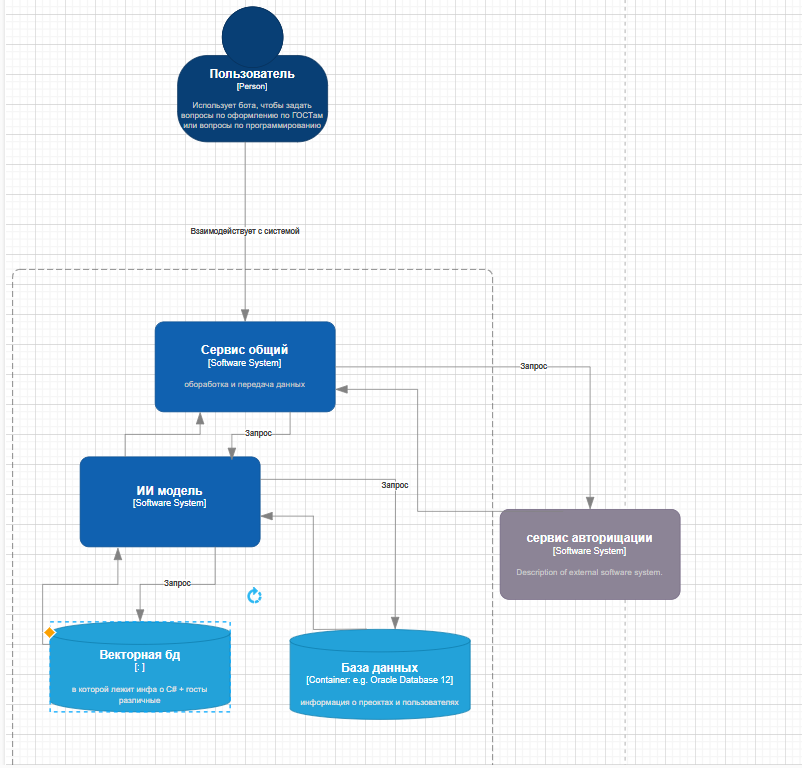 Пользователь
[Person]
Использует бота, чтобы задать
вопросы по оформлению по ГОСТам
или вопросы по программированию
Взаимодействует с системой
Сервис общий
[Software System]
обоработка и передача данных
Запрос
Запрос
ИИ модель
[Software System]
Запрос
сервис авторищации
[Software System]
Description of external software system.
Запрос
Векторная бд
[: ]
в которой лежит инфа о C# + госты
различные
База данных
[Container: e.g. Oracle Database 12]
информация о преоктах и пользователях